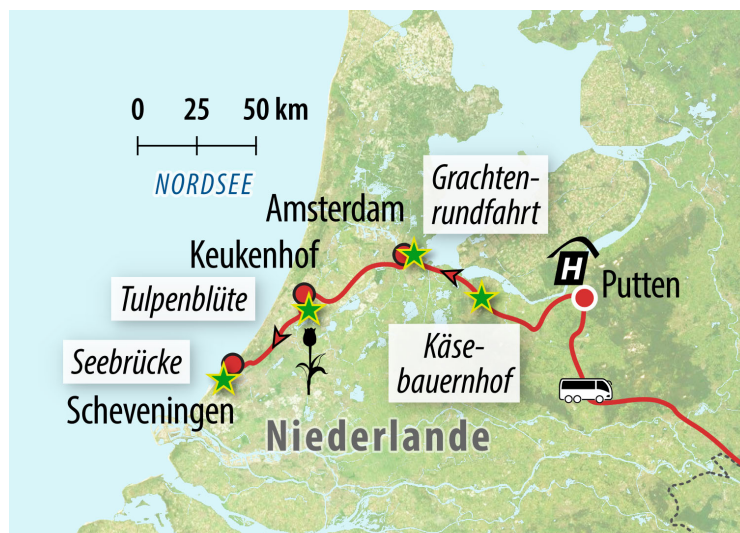 0 25 50 km
NORDSEE
Grachten-
rundfahrt
Amsterdam
Keukenhof
H
Putten
Tulpenblüte
Käse-
bauernhof
Seebrücke
Scheveningen
Niederlande